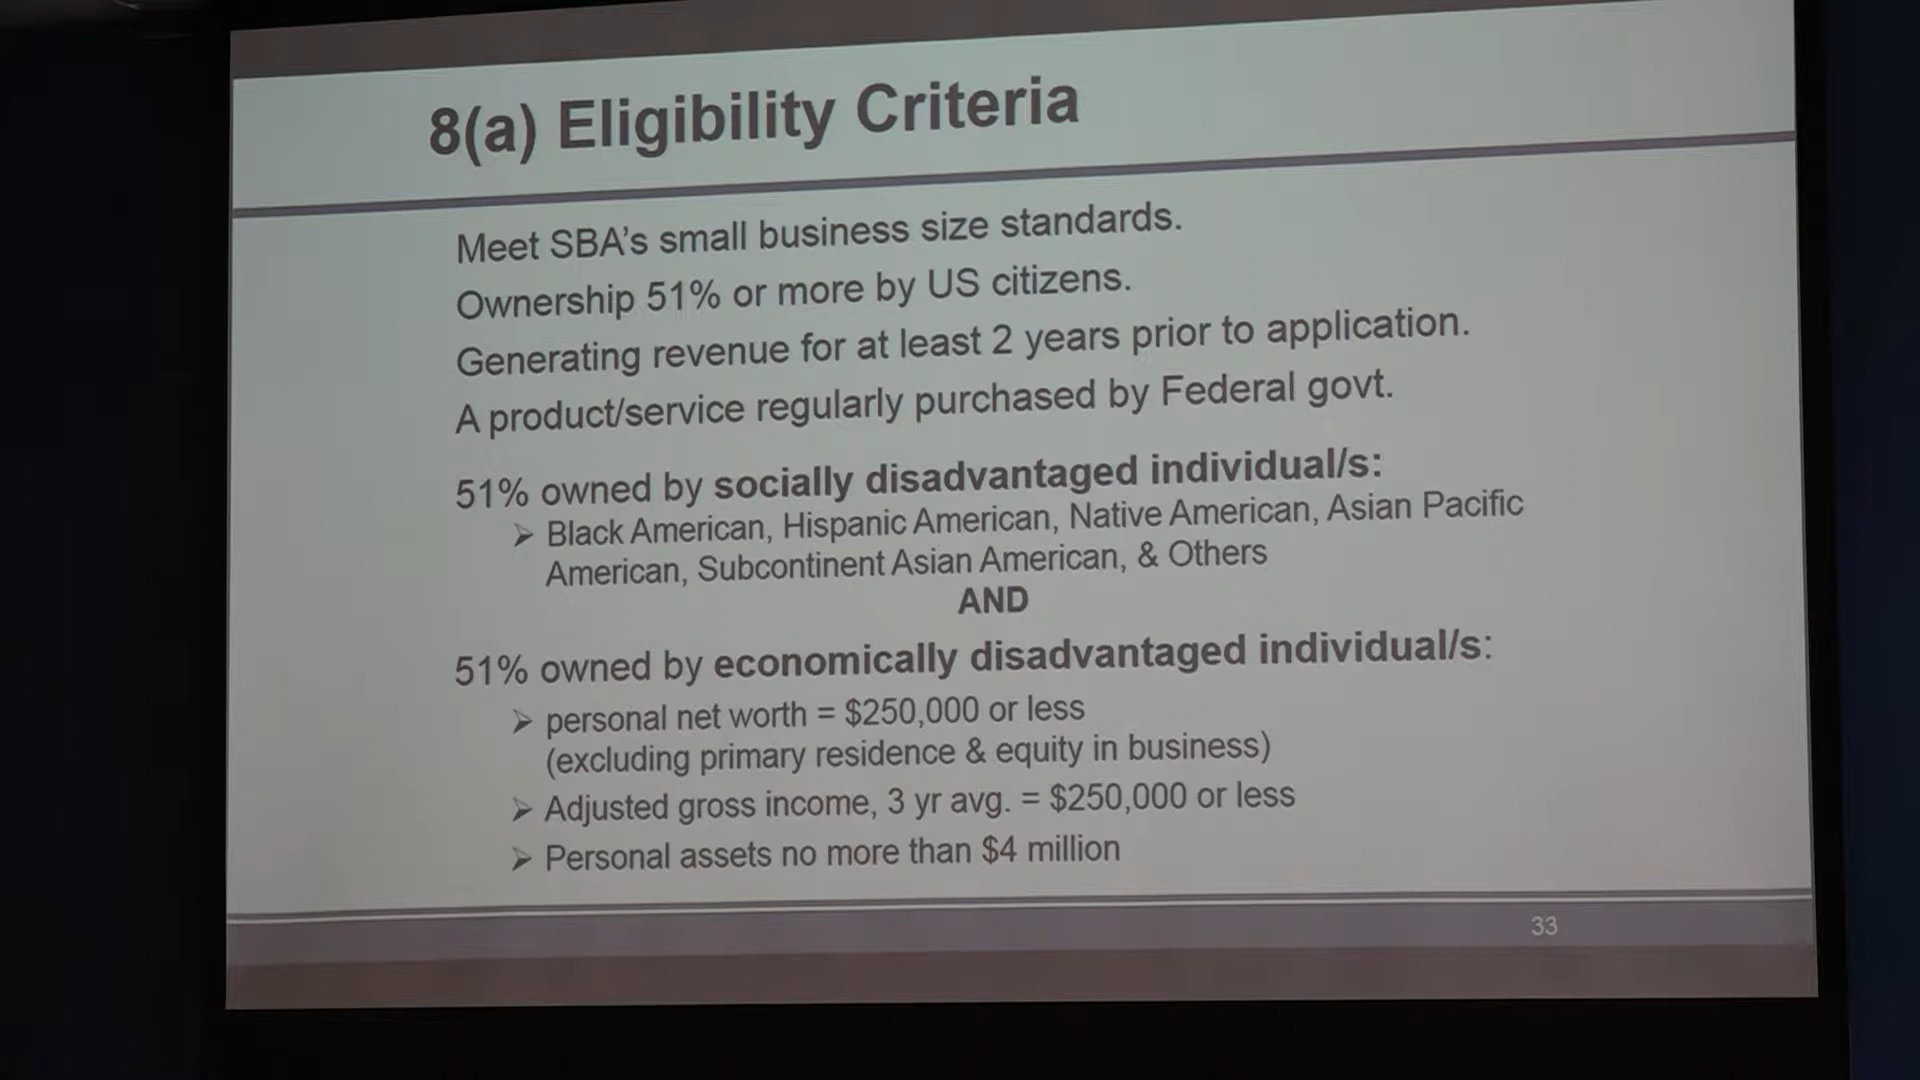 8(a) Eligibility Criteria
Meet SBA's small business size standards.
Ownership 51% or more by US citizens.
Generating revenue for at least 2 years prior to application.
A product/service regularly purchased by Federal govt.
51% owned by socially disadvantaged individual/s:
➢ Black American, Hispanic American, Native American, Asian Pacific
American, Subcontinent Asian American, & Others
AND
51% owned by economically disadvantaged individual/s:
➢ personal net worth = $250,000 or less
(excluding primary residence & equity in business)
➢ Adjusted gross income, 3 yr avg. = $250,000 or less
➢ Personal assets no more than $4 million
33